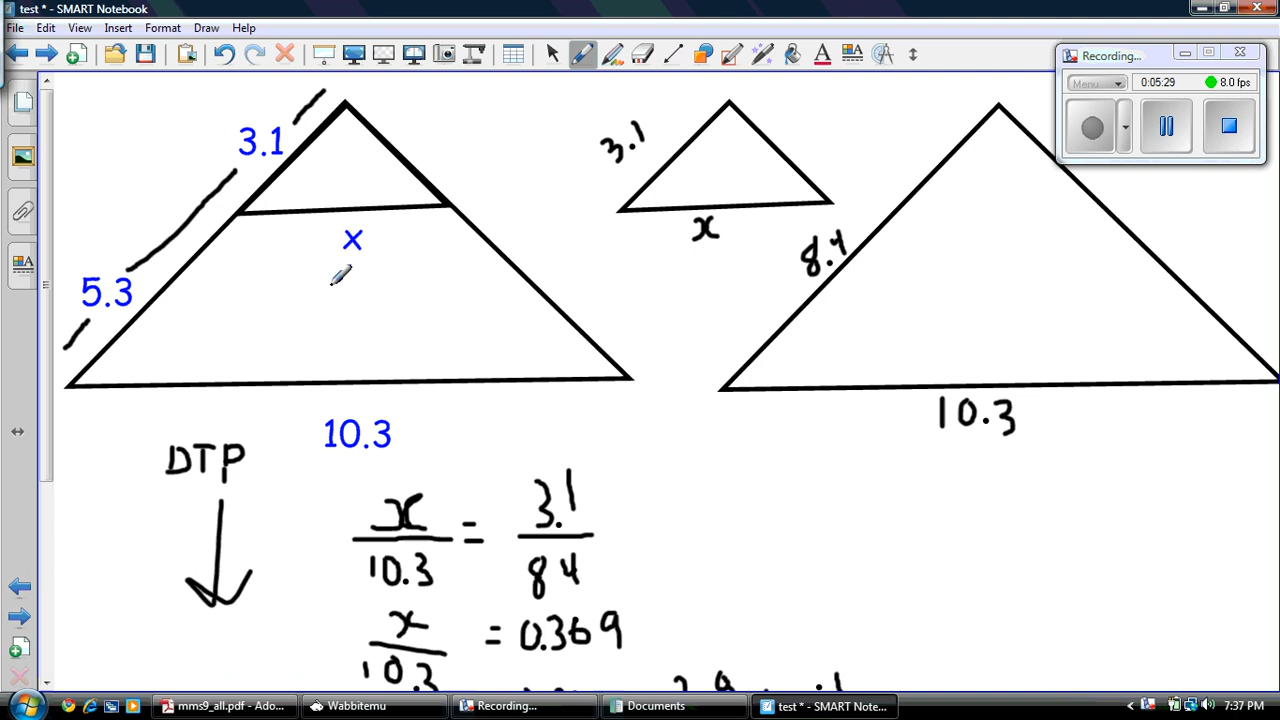 test * - SMART Notebook
File Edit View Insert Format Draw Help
Recording...
Menu
0:05:29
8.0 fps
3.1
5.3
x
10.3
3.1
x
8.4
10.3
DTP
x/10.3 = 3.1/84
x/10.3 = 0.369
mms9_all.pdf - Ado...
Wabbitemu
Recording...
Documents
test * - SMART Note...
7:37 PM